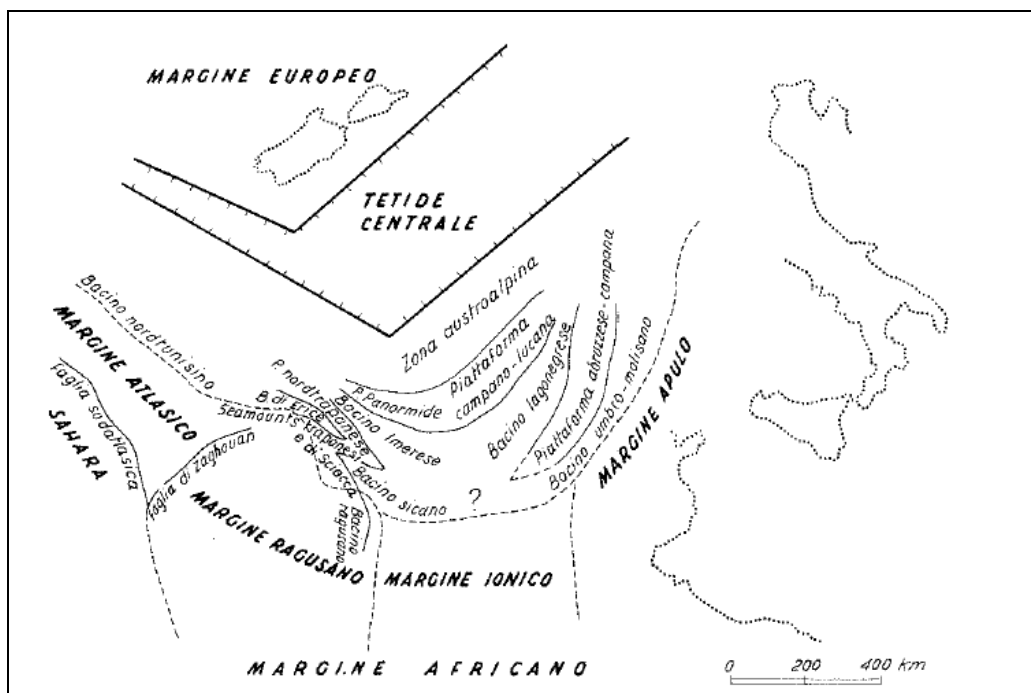 MARGINE EUROPEO
TETIDE
CENTRALE
Bacino nordtunisino
MARGINE ATLASICO
Faglia sudatlasica
SAHARA
Faglia di Zaghouan
Zona austroalpina
Piattaforma
campano-lucana
P. Panormide
P. nordtrapanese
B. di Erice
Seamounts trapanesi
e di Sciacca
Bacino Imerese
Bacino lagonegrese
Piattaforma abruzzese-campana
Bacino umbro-molisano
MARGINE APULO
Bacino sicano
?
Bacino
ragusano
MARGINE RAGUSANO
MARGINE IONICO
MARGINE AFRICANO
0 200 400 km